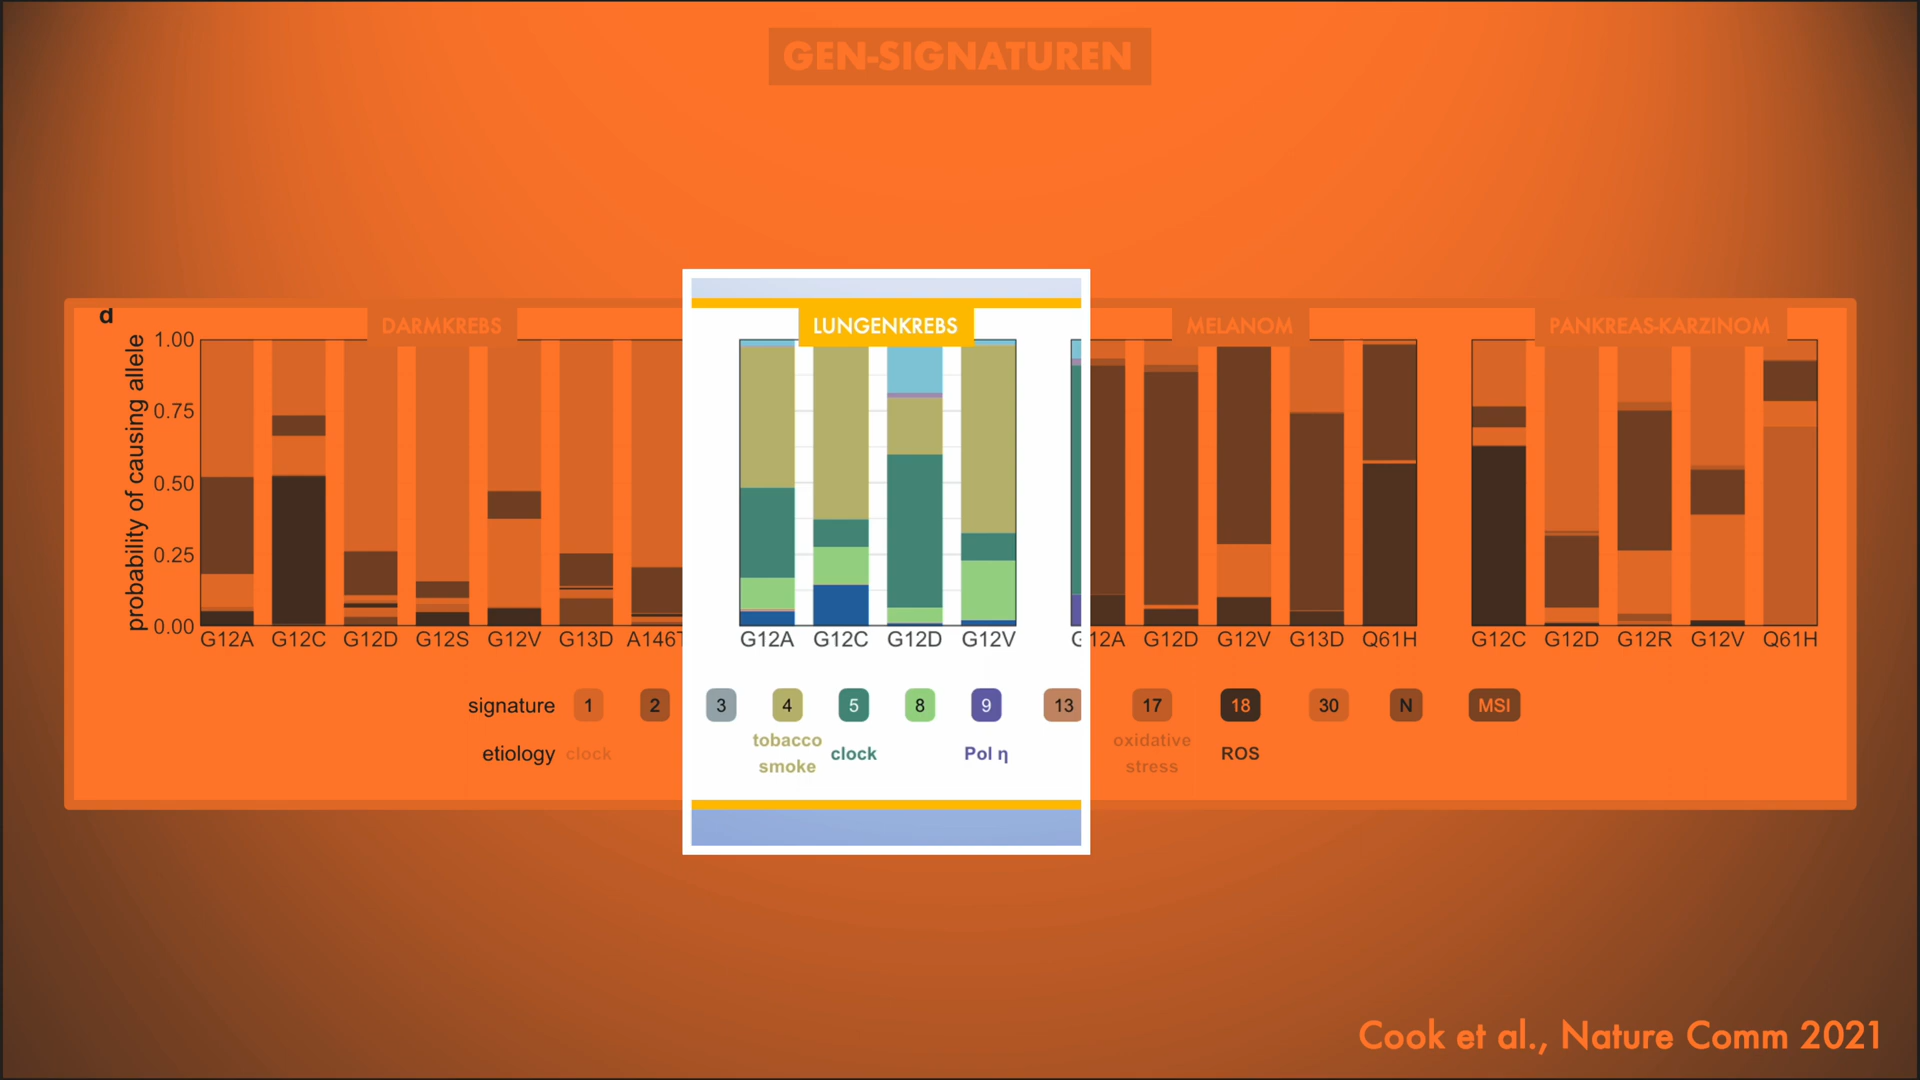 GEN-SIGNATUREN
d
DARMKREBS
LUNGENKREBS
MELANOM
PANKREAS-KARZINOM
probability of causing allele
1.00
0.75
0.50
0.25
0.00
G12A G12C G12D G12S G12V G13D A146T
G12A G12C G12D G12V
G12A G12D G12V G13D Q61H
G12C G12D G12R G12V Q61H
signature 1 2 3 4 5 8 9 13 17 18 30 N MSI
etiology clock tobacco smoke clock Pol η oxidative stress ROS
Cook et al., Nature Comm 2021